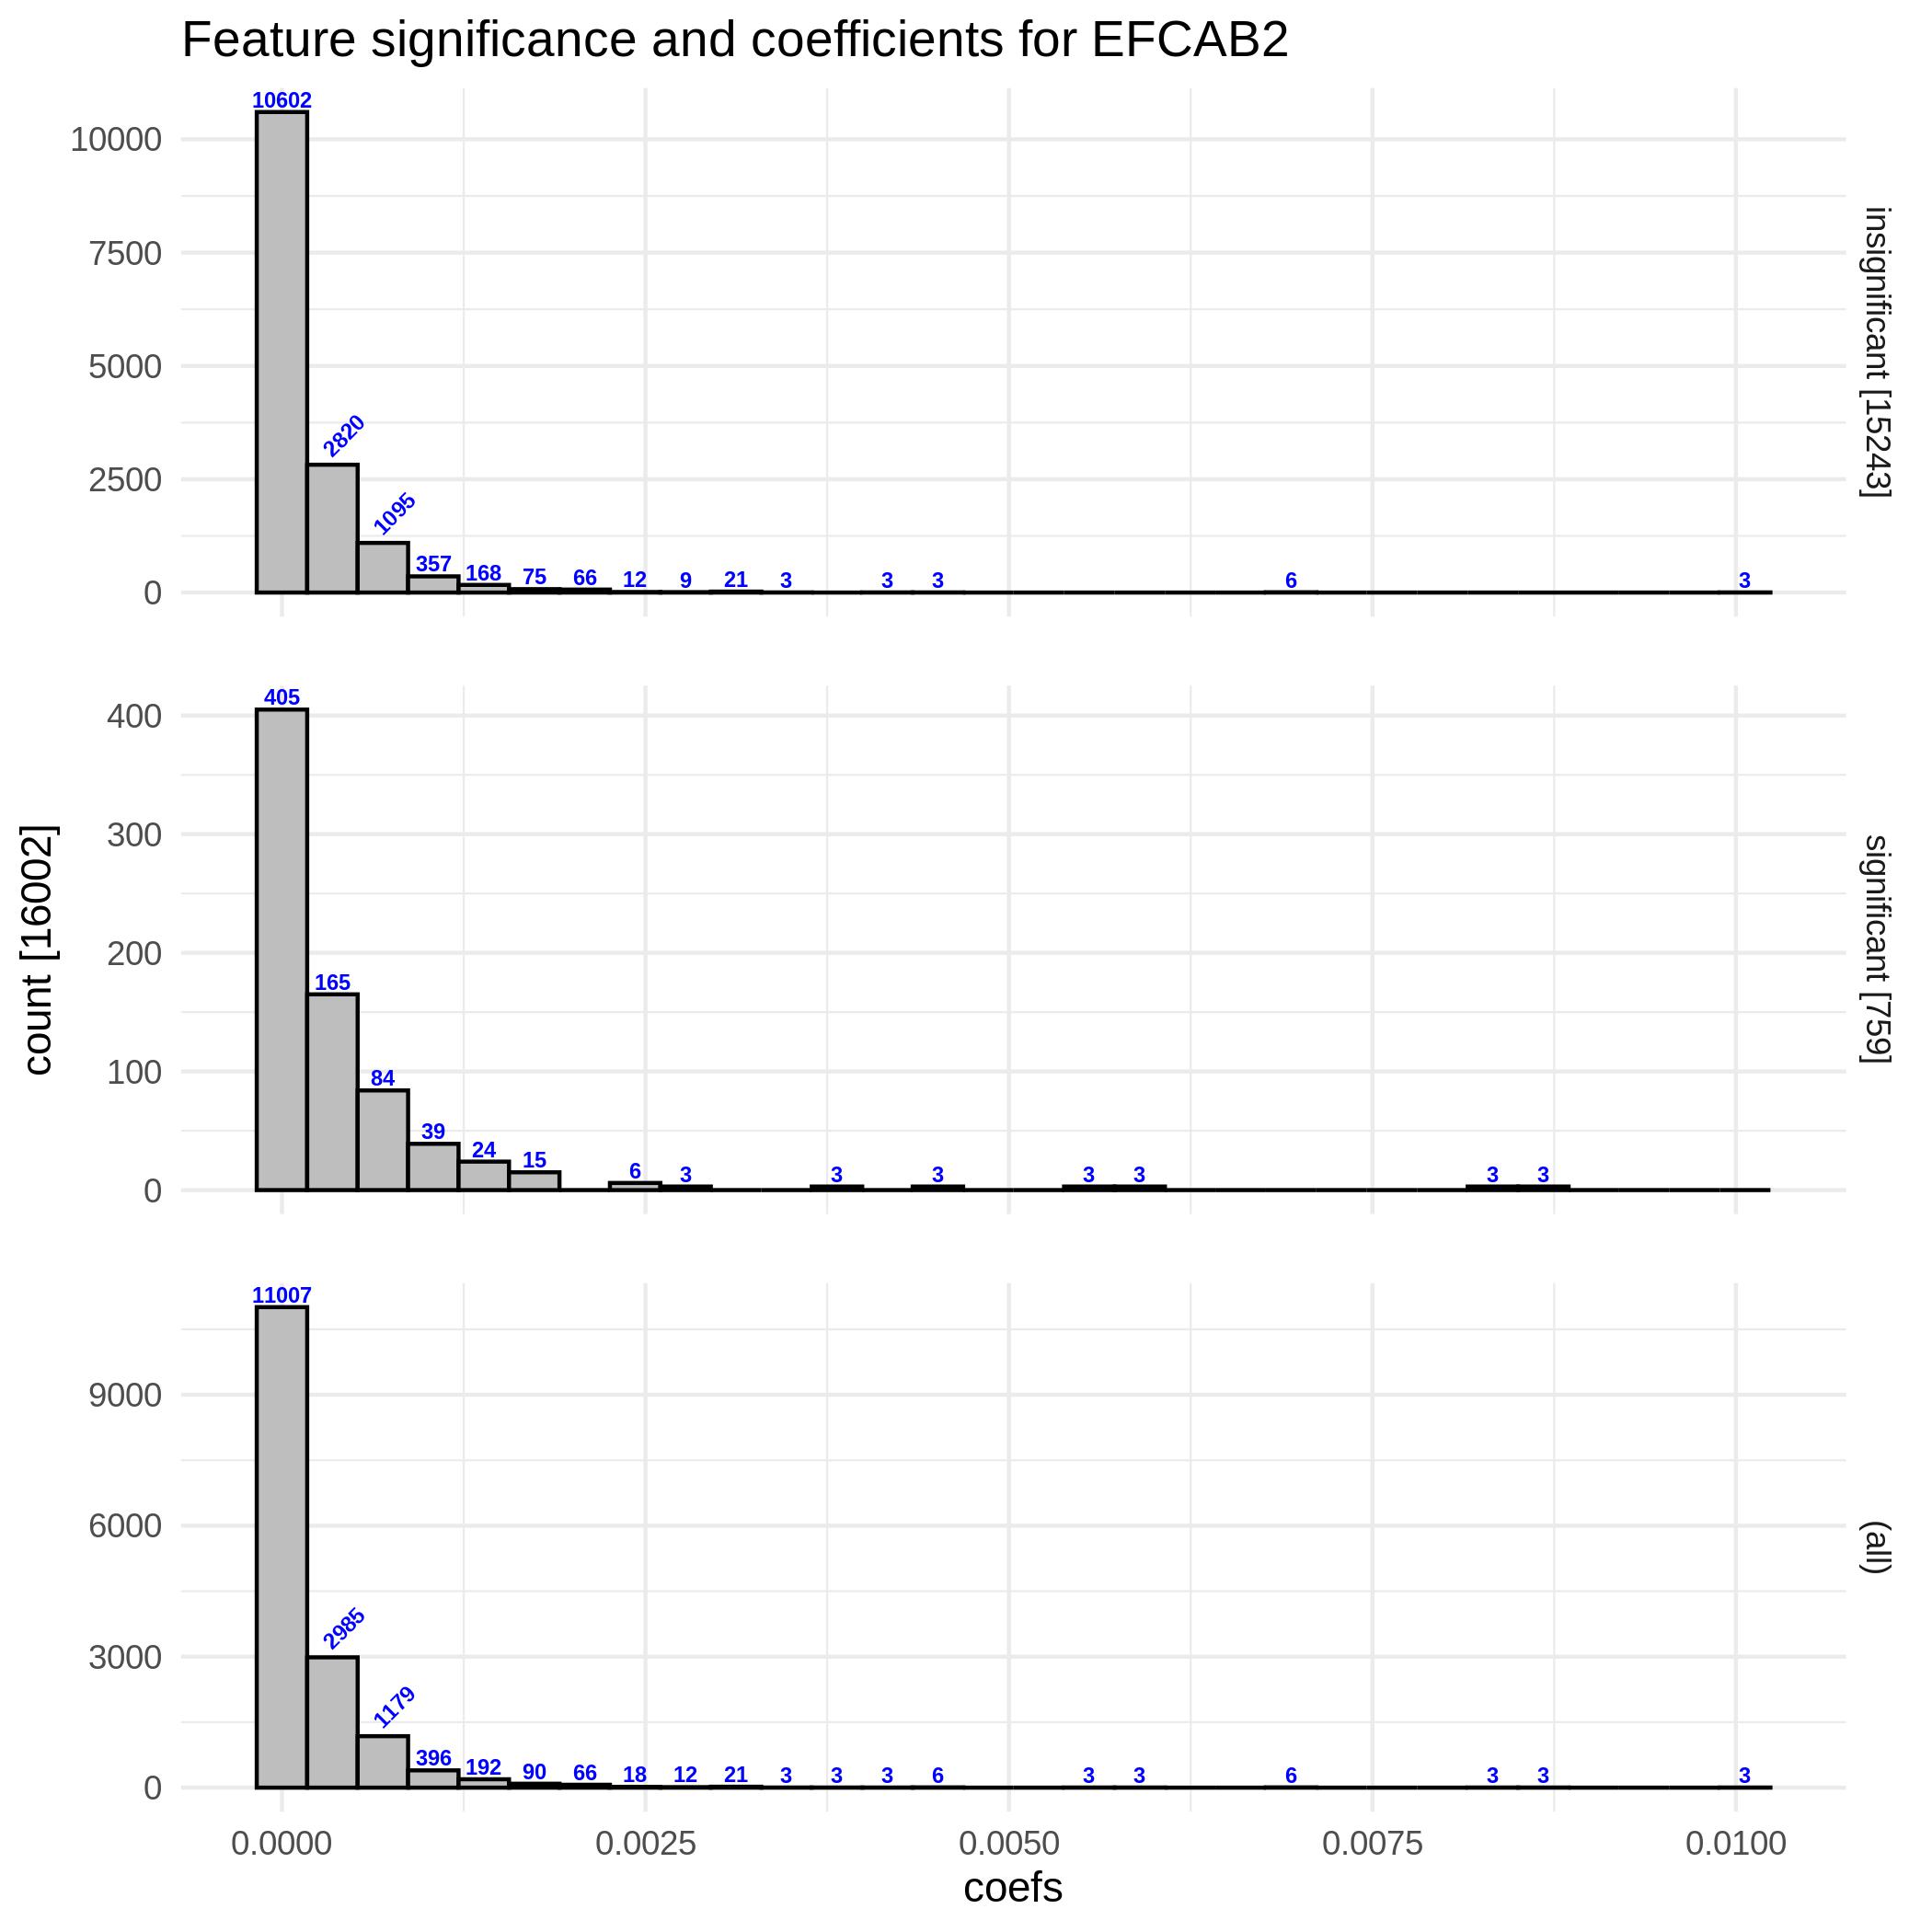 Feature significance and coefficients for EFCAB2
10602
10000
7500
5000
2500
0
2820
1095
357 168 75 66 12 9 21 3 3 3 6 3
insignificant [15243]
405
400
300
200
100
0
165
84
39
24
15
6 3 3 3 3 3 3 3
significant [759]
count [16002]
11007
9000
6000
3000
0
2985
1179
396 192 90 66 18 12 21 3 3 3 6 3 3 6 3 3 3
(all)
0.0000 0.0025 0.0050 0.0075 0.0100
coefs